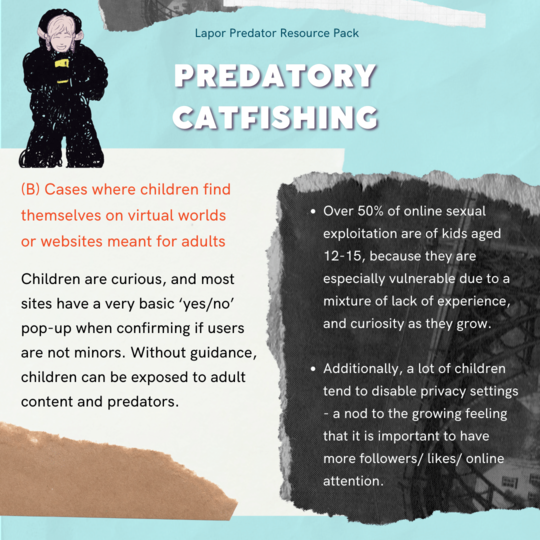 Lapor Predator Resource Pack
PREDATORY
CATFISHING
(B) Cases where children find
themselves on virtual worlds
or websites meant for adults
Children are curious, and most
sites have a very basic ‘yes/no’
pop-up when confirming if users
are not minors. Without guidance,
children can be exposed to adult
content and predators.
• Over 50% of online sexual
exploitation are of kids aged
12-15, because they are
especially vulnerable due to a
mixture of lack of experience,
and curiosity as they grow.
• Additionally, a lot of children
tend to disable privacy settings
- a nod to the growing feeling
that it is important to have
more followers/ likes/ online
attention.